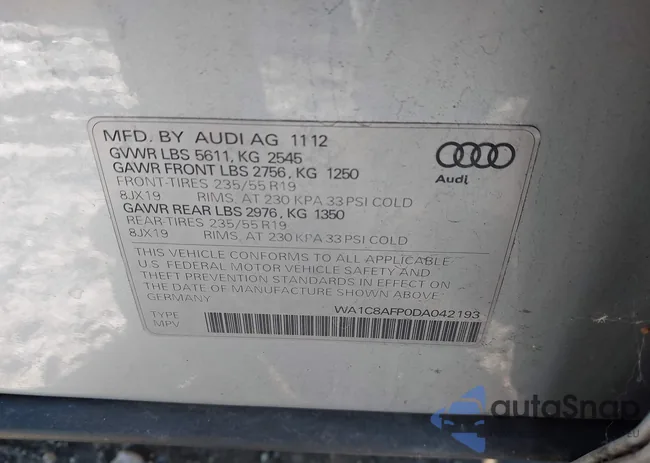 MFD. BY AUDI AG 11 12
GVWR LBS 5611, KG 2545
GAWR FRONT LBS 2756, KG 1250
FRONT-TIRES 235/55 R19
8JX19 RIMS, AT 230 KPA 33 PSI COLD
GAWR REAR LBS 2976, KG 1350
REAR-TIRES 235/55 R19
8JX19 RIMS, AT 230 KPA 33 PSI COLD
THIS VEHICLE CONFORMS TO ALL APPLICABLE
U.S. FEDERAL MOTOR VEHICLE SAFETY AND
THEFT PREVENTION STANDARDS IN EFFECT ON
THE DATE OF MANUFACTURE SHOWN ABOVE.
GERMANY
WA1C8AFP0DA042193
TYPE
MPV
Audi
autoSnap